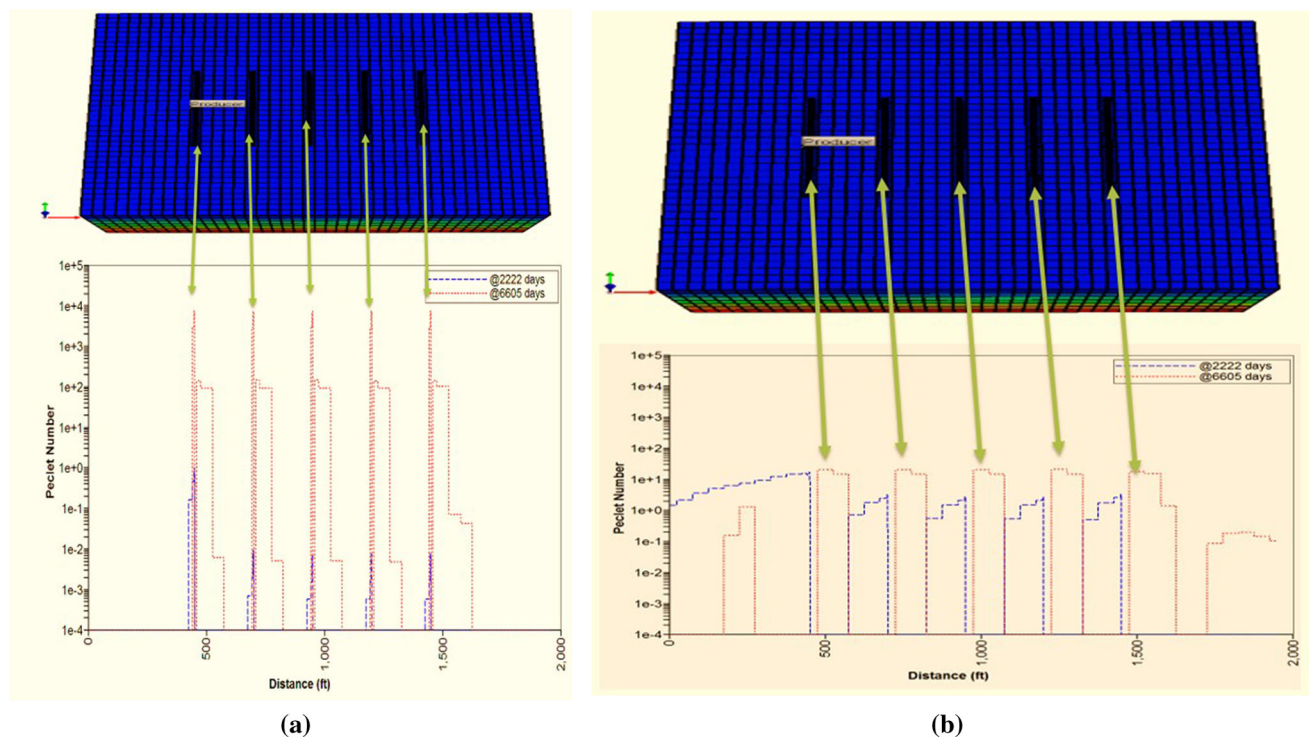 Producer
1e+5
1e+4
1e+3
1e+2
1e+1
1e+0
1e-1
1e-2
1e-3
1e-4
Peclet Number
@2222 days
@6605 days
0
500
1,000
1,500
2,000
Distance (ft)
(a)
Producer
1e+5
1e+4
1e+3
1e+2
1e+1
1e+0
1e-1
1e-2
1e-3
1e-4
Peclet Number
@2222 days
@6605 days
0
500
1,000
1,500
2,000
Distance (ft)
(b)